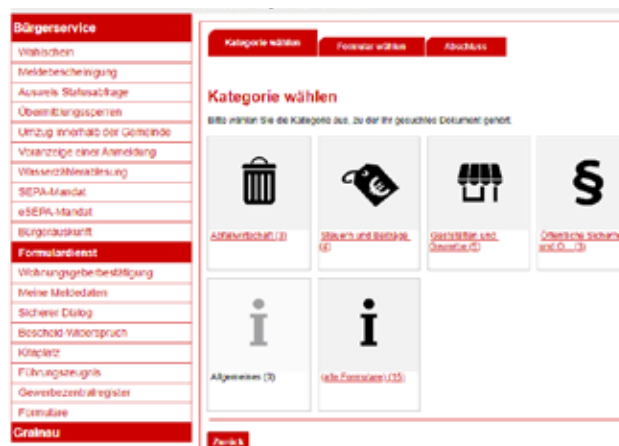 Bürgerservice
Wahlschein
Meldebescheinigung
Ausweis Statusabfrage
Übermittlungssperren
Umzug innerhalb der Gemeinde
Voranzeige einer Anmeldung
Wasserzählerablesung
SEPA-Mandat
eSEPA-Mandat
Bürgerauskunft
Formulardienst
Wohnungsgeberbestätigung
Meine Meldedaten
Sicherer Dialog
Bescheid-Widerspruch
Kitaplatz
Führungszeugnis
Gewerbezentralregister
Formulare
Grainau
Kategorie wählen
Formular wählen
Abschluss
Kategorie wählen
Bitte wählen Sie die Kategorie aus, zu der Ihr gesuchtes Dokument gehört.
Abfallwirtschaft (3)
Steuern und Beiträge
(4)
Gaststätten und
Gewerbe (5)
Öffentliche Sicherhe
und O... (3)
Allgemeines (3)
(alle Formulare) (15)
Zurück